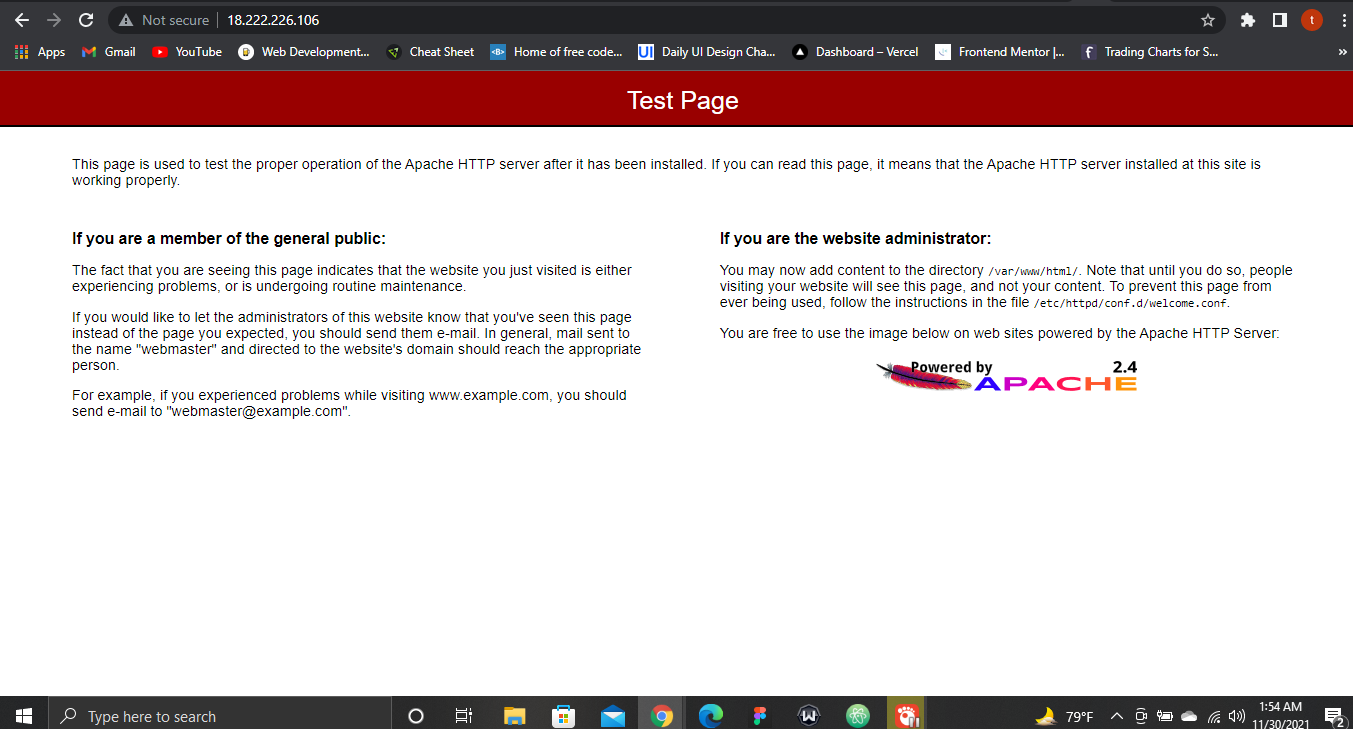 Not secure
18.222.226.106
t
Apps
Gmail
YouTube
Web Development...
Cheat Sheet
Home of free code...
Daily UI Design Cha...
Dashboard – Vercel
Frontend Mentor |...
Trading Charts for S...
»
Test Page
This page is used to test the proper operation of the Apache HTTP server after it has been installed. If you can read this page, it means that the Apache HTTP server installed at this site is
working properly.
If you are a member of the general public:
The fact that you are seeing this page indicates that the website you just visited is either
experiencing problems, or is undergoing routine maintenance.
If you would like to let the administrators of this website know that you've seen this page
instead of the page you expected, you should send them e-mail. In general, mail sent to
the name "webmaster" and directed to the website's domain should reach the appropriate
person.
For example, if you experienced problems while visiting www.example.com, you should
send e-mail to "webmaster@example.com".
If you are the website administrator:
You may now add content to the directory /var/www/html/. Note that until you do so, people
visiting your website will see this page, and not your content. To prevent this page from
ever being used, follow the instructions in the file /etc/httpd/conf.d/welcome.conf.
You are free to use the image below on web sites powered by the Apache HTTP Server:
Powered by 2.4
APACHE
Type here to search
79°F
1:54 AM
11/30/2021
2